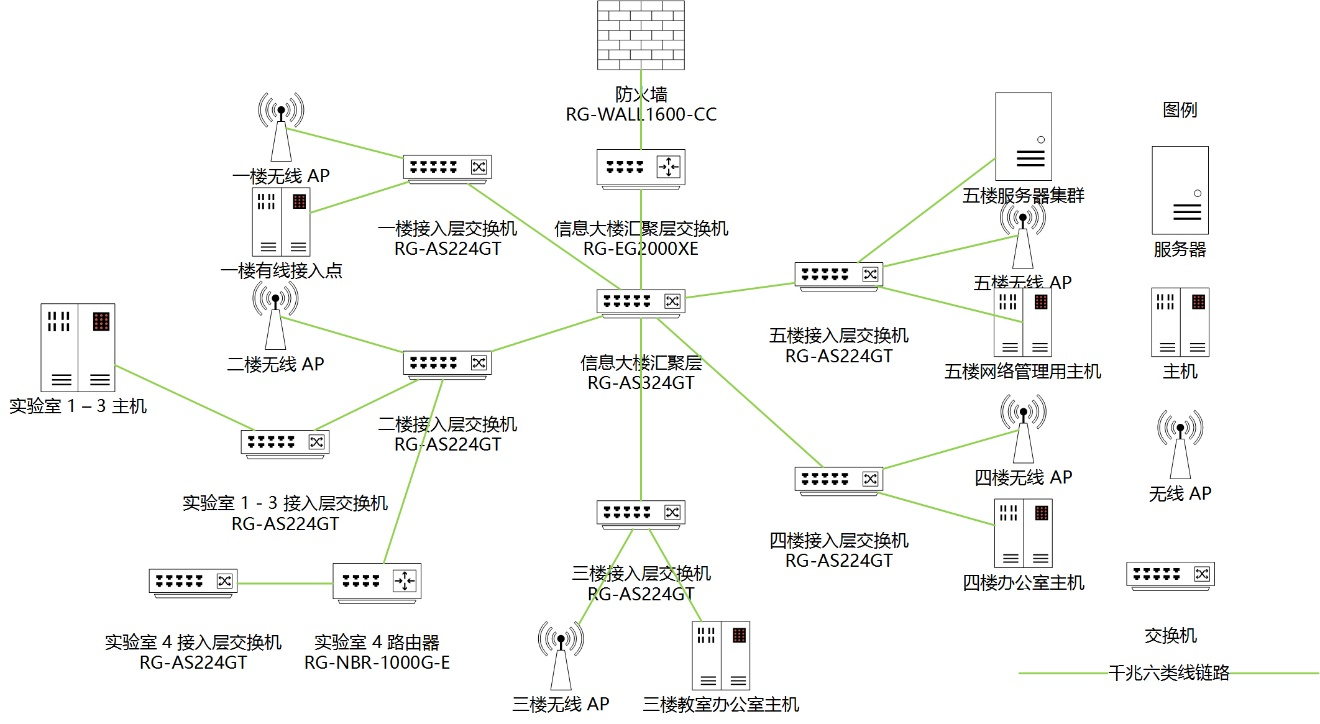 防火墙
RG-WALL1600-CC
图例
一楼无线 AP
一楼有线接入点
一楼接入层交换机
RG-AS224GT
信息大楼汇聚层交换机
RG-EG2000XE
五楼服务器集群
五楼无线 AP
五楼网络管理用主机
五楼接入层交换机
RG-AS224GT
服务器
主机
二楼无线 AP
二楼接入层交换机
RG-AS224GT
信息大楼汇聚层
RG-AS324GT
实验室 1 – 3 主机
实验室 1 - 3 接入层交换机
RG-AS224GT
四楼无线 AP
四楼接入层交换机
RG-AS224GT
四楼办公室主机
无线 AP
三楼接入层交换机
RG-AS224GT
实验室 4 接入层交换机
RG-AS224GT
实验室 4 路由器
RG-NBR-1000G-E
三楼无线 AP
三楼教室办公室主机
交换机
千兆六类线链路